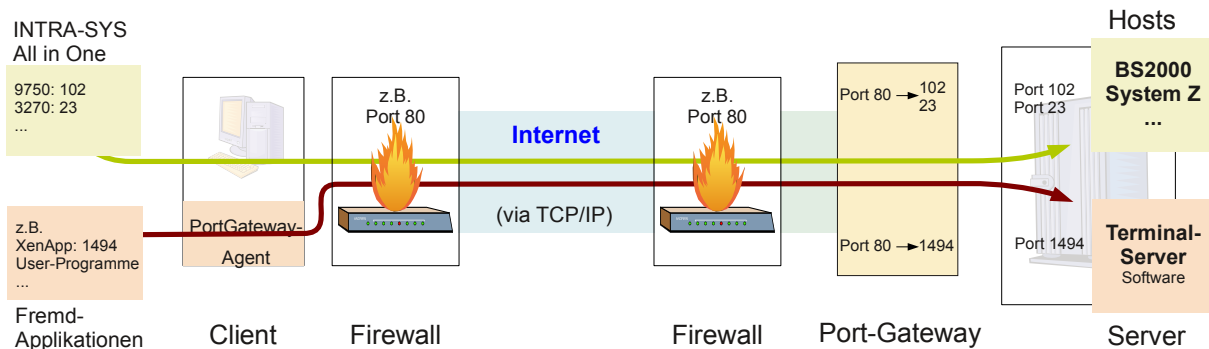 INTRA-SYS
All in One
9750: 102
3270: 23
...
z.B.
XenApp: 1494
User-Programme
...
Fremd-
Applikationen
PortGateway-
Agent
Client
z.B.
Port 80
Firewall
Internet
(via TCP/IP)
z.B.
Port 80
Firewall
Port 80 → 102
23
Port 80 → 1494
Port-Gateway
Hosts
Port 102
Port 23
BS2000
System Z
...
Port 1494
Terminal-
Server
Software
Server